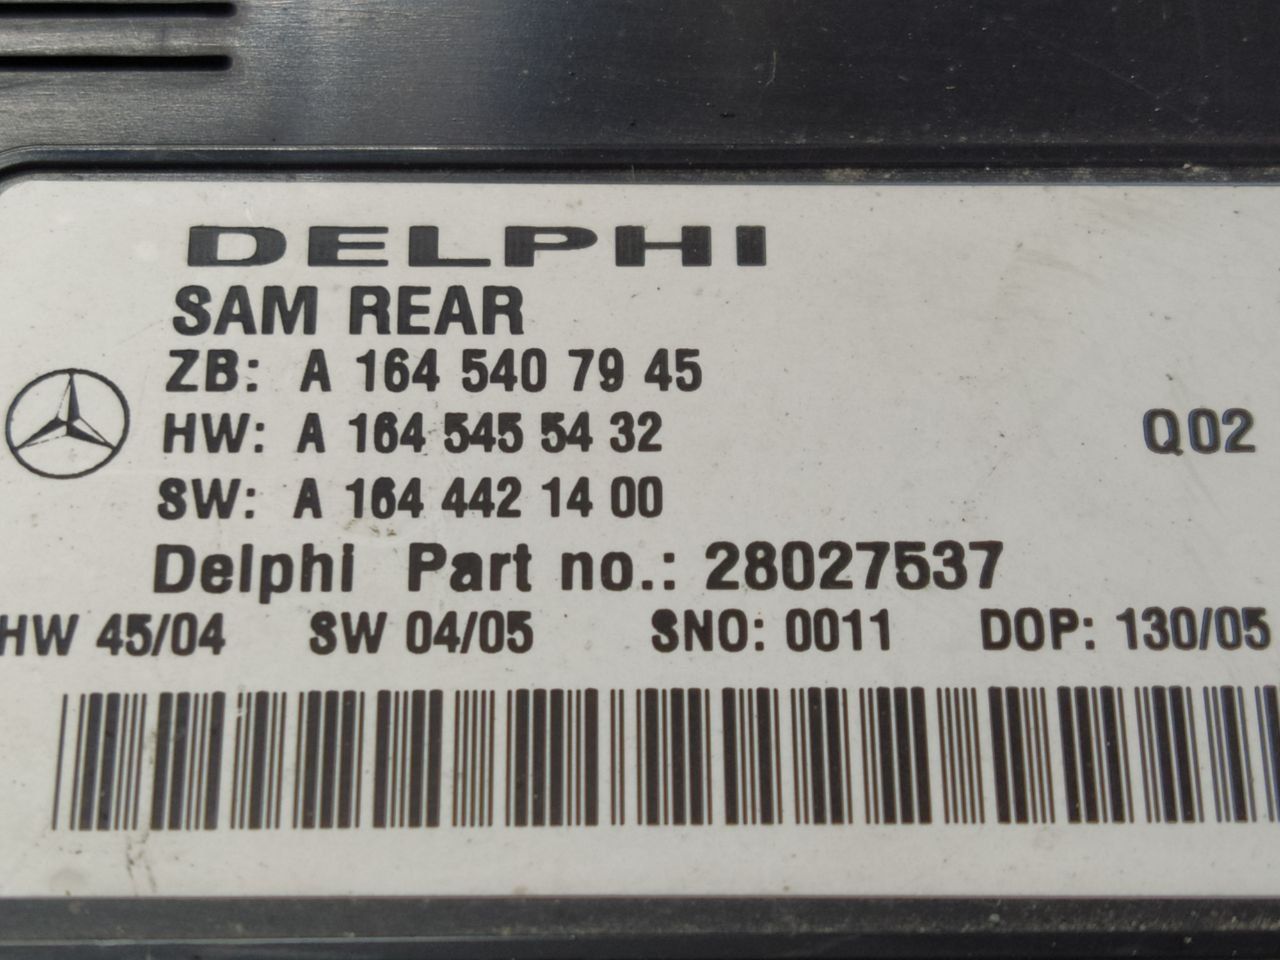 DELPHI
SAM REAR
ZB: A 164 540 79 45
HW: A 164 545 54 32
Q02
SW: A 164 442 14 00
Delphi Part no.: 28027537
HW 45/04 SW 04/05 SNO: 0011 DOP: 130/05